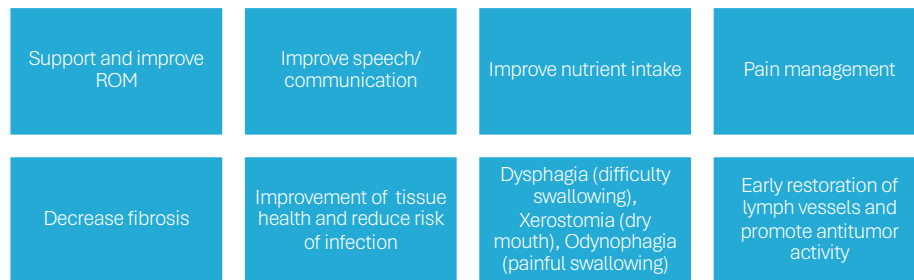 Support and improve
ROM
Improve speech/
communication
Improve nutrient intake
Pain management
Decrease fibrosis
Improvement of tissue
health and reduce risk
of infection
Dysphagia (difficulty
swallowing),
Xerostomia (dry
mouth), Odynophagia
(painful swallowing)
Early restoration of
lymph vessels and
promote antitumor
activity